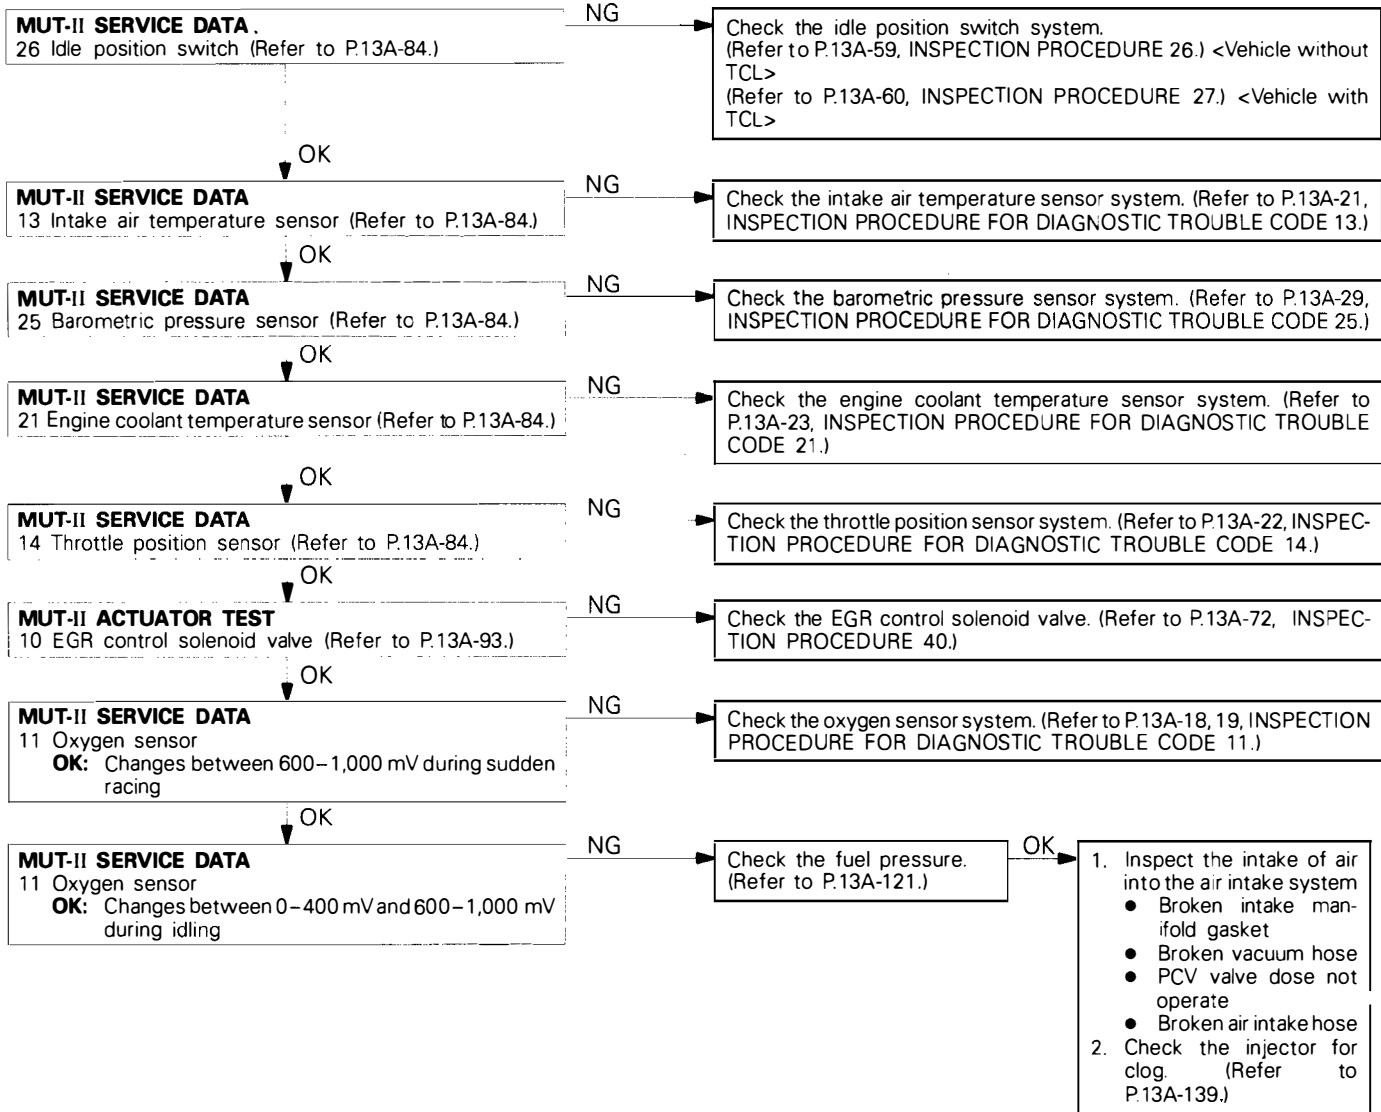 MUT-II SERVICE DATA.
26 Idle position switch (Refer to P.13A-84.)
NG
Check the idle position switch system.
(Refer to P.13A-59, INSPECTION PROCEDURE 26.) <Vehicle without
TCL>
(Refer to P.13A-60, INSPECTION PROCEDURE 27.) <Vehicle with
TCL>
OK
MUT-II SERVICE DATA
13 Intake air temperature sensor (Refer to P.13A-84.)
NG
Check the intake air temperature sensor system. (Refer to P.13A-21,
INSPECTION PROCEDURE FOR DIAGNOSTIC TROUBLE CODE 13.)
OK
MUT-II SERVICE DATA
25 Barometric pressure sensor (Refer to P.13A-84.)
NG
Check the barometric pressure sensor system. (Refer to P.13A-29,
INSPECTION PROCEDURE FOR DIAGNOSTIC TROUBLE CODE 25.)
OK
MUT-II SERVICE DATA
21 Engine coolant temperature sensor (Refer to P.13A-84.)
NG
Check the engine coolant temperature sensor system. (Refer to
P.13A-23, INSPECTION PROCEDURE FOR DIAGNOSTIC TROUBLE
CODE 21.)
OK
MUT-II SERVICE DATA
14 Throttle position sensor (Refer to P.13A-84.)
NG
Check the throttle position sensor system. (Refer to P.13A-22, INSPEC-
TION PROCEDURE FOR DIAGNOSTIC TROUBLE CODE 14.)
OK
MUT-II ACTUATOR TEST
10 EGR control solenoid valve (Refer to P.13A-93.)
NG
Check the EGR control solenoid valve. (Refer to P.13A-72, INSPEC-
TION PROCEDURE 40.)
OK
MUT-II SERVICE DATA
11 Oxygen sensor
OK: Changes between 600–1,000 mV during sudden
racing
NG
Check the oxygen sensor system. (Refer to P.13A-18, 19, INSPECTION
PROCEDURE FOR DIAGNOSTIC TROUBLE CODE 11.)
OK
MUT-II SERVICE DATA
11 Oxygen sensor
OK: Changes between 0–400 mV and 600–1,000 mV
during idling
NG
Check the fuel pressure.
(Refer to P.13A-121.)
OK
1. Inspect the intake of air
into the air intake system
● Broken intake man-
ifold gasket
● Broken vacuum hose
● PCV valve dose not
operate
● Broken air intake hose
2. Check the injector for
clog. (Refer to
P.13A-139.)